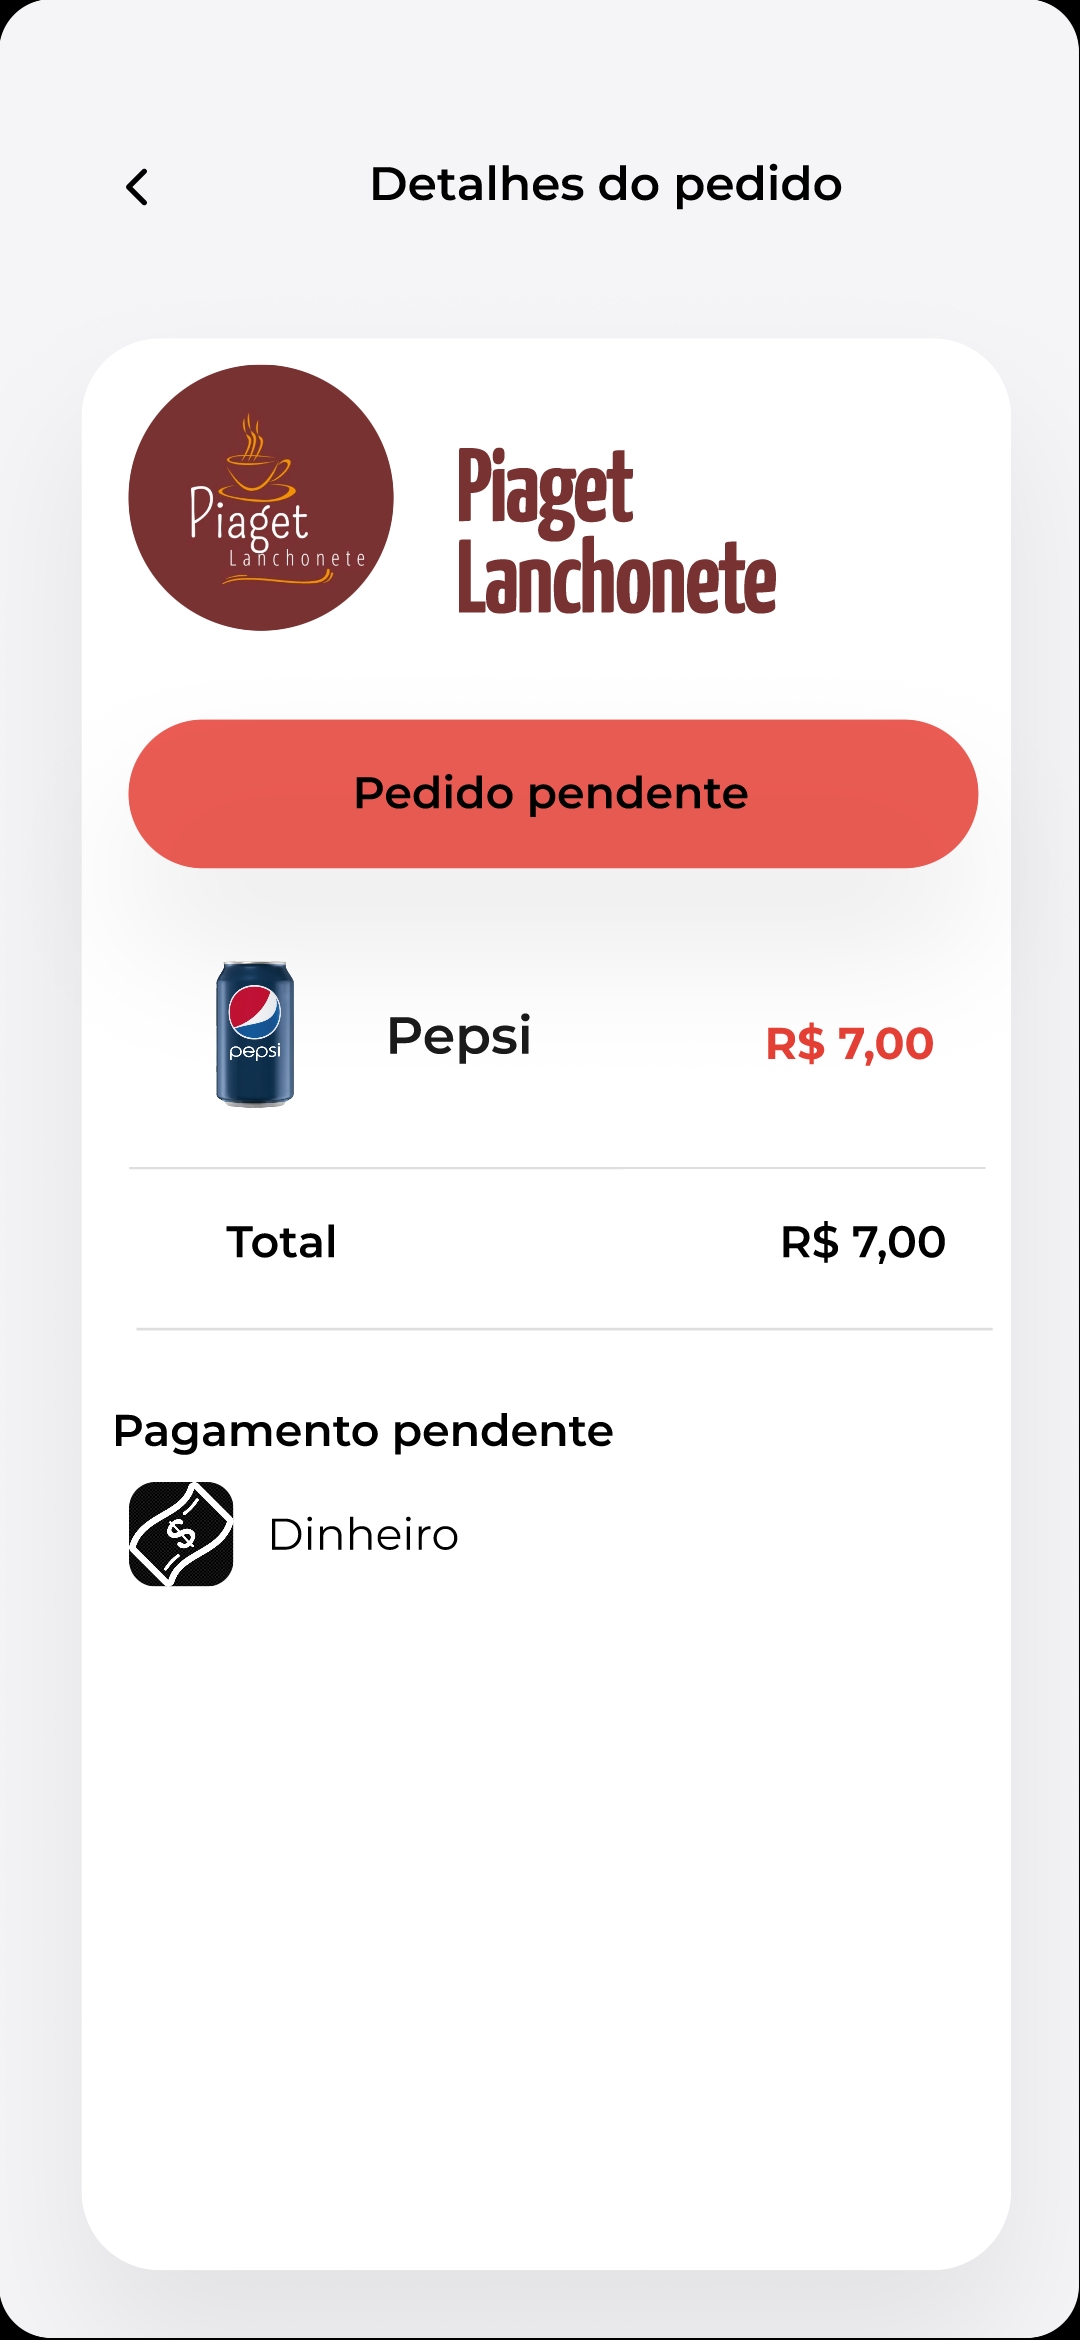 Detalhes do pedido
Piaget
Lanchonete
Piaget
Lanchonete
Pedido pendente
pepsi
Pepsi
R$ 7,00
Total
R$ 7,00
Pagamento pendente
$
Dinheiro